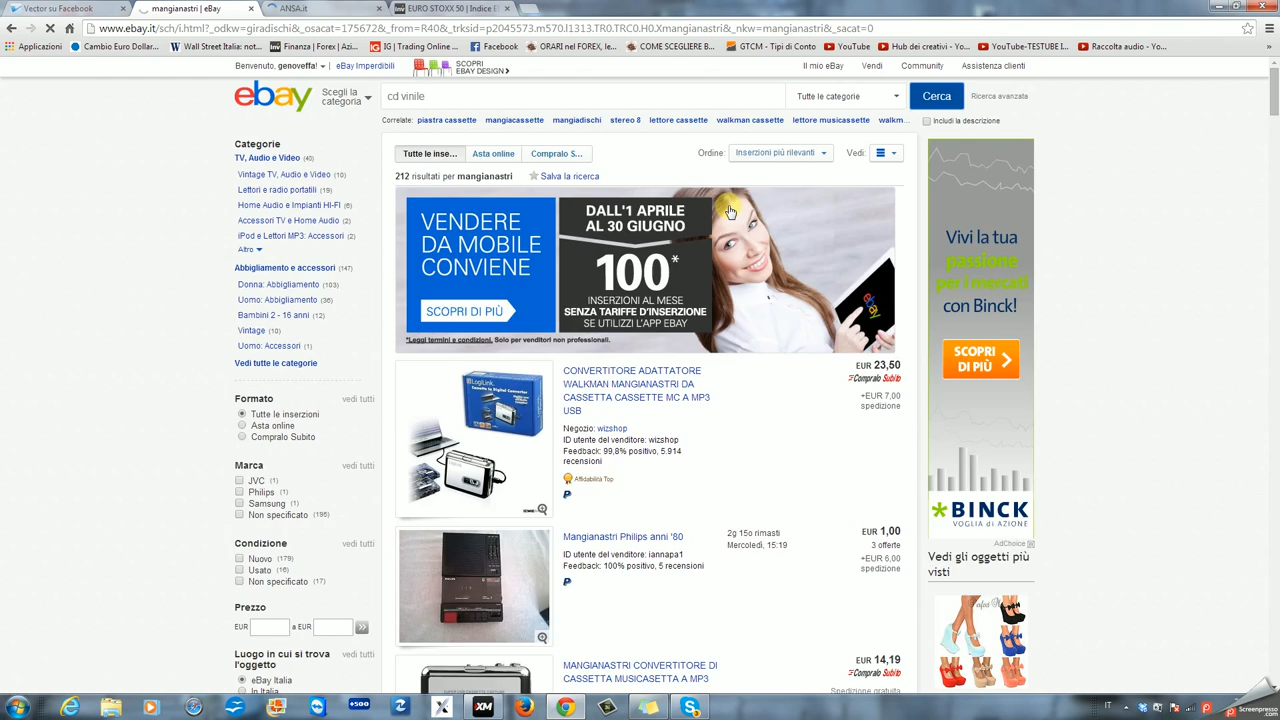 Vector su Facebook
mangianastri | eBay
ANSA.it
EURO STOXX 50 | Indice E
www.ebay.it/sch/i.html?_odkw=giradischi&_osacat=175672&_from=R40&_trksid=p2045573.m570.l1313.TR0.TRC0.H0.Xmangianastri&_nkw=mangianastri&_sacat=0
Applicazioni
Cambio Euro Dollar...
Wall Street Italia: not...
Finanza | Forex | Azi...
IG | Trading Online ...
Facebook
ORARI nel FOREX, le...
COME SCEGLIERE B...
GTCM - Tipi di Conto
YouTube
Hub dei creativi - Yo...
YouTube-TESTUBE I...
Raccolta audio - Yo...
Benvenuto, genoveffa!
eBay Imperdibili
SCOPRI
EBAY DESIGN
Il mio eBay
Vendi
Community
Assistenza clienti
ebay
Scegli la
categoria
cd vinile
Tutte le categorie
Cerca
Ricerca avanzata
Correlate: piastra cassette mangiacassette mangiadischi stereo 8 lettore cassette walkman cassette lettore musicassette walkm...
Includi la descrizione
Categorie
TV, Audio e Video (40)
Vintage TV, Audio e Video (10)
Lettori e radio portatili (19)
Home Audio e Impianti HI-FI (6)
Accessori TV e Home Audio (2)
iPod e Lettori MP3: Accessori (2)
Altro
Abbigliamento e accessori (147)
Donna: Abbigliamento (103)
Uomo: Abbigliamento (36)
Bambini 2 - 16 anni (12)
Vintage (10)
Uomo: Accessori (1)
Vedi tutte le categorie
Formato vedi tutti
Tutte le inserzioni
Asta online
Compralo Subito
Marca vedi tutti
JVC (1)
Philips (1)
Samsung (1)
Non specificato (195)
Condizione vedi tutti
Nuovo (179)
Usato (16)
Non specificato (17)
Prezzo
EUR a EUR
Luogo in cui si trova
l'oggetto vedi tutti
eBay Italia
In Italia
Tutte le inse...
Asta online
Compralo S...
Ordine: Inserzioni più rilevanti
Vedi:
212 risultati per mangianastri
Salva la ricerca
VENDERE
DA MOBILE
CONVIENE
SCOPRI DI PIÙ
DALL'1 APRILE
AL 30 GIUGNO
100*
INSERZIONI AL MESE
SENZA TARIFFE D'INSERZIONE
SE UTILIZZI L'APP EBAY
*Leggi termini e condizioni. Solo per venditori non professionali.
ebay
LogiLink
CONVERTITORE ADATTATORE
WALKMAN MANGIANASTRI DA
CASSETTA CASSETTE MC A MP3
USB
Negozio: wizshop
ID utente del venditore: wizshop
Feedback: 99,8% positivo, 5.914
recensioni
Affidabilità Top
EUR 23,50
Compralo Subito
+EUR 7,00
spedizione
Mangianastri Philips anni '80
ID utente del venditore: iannapa1
Feedback: 100% positivo, 5 recensioni
2g 15o rimasti
Mercoledì, 15:19
EUR 1,00
3 offerte
+EUR 6,00
spedizione
MANGIANASTRI CONVERTITORE DI
CASSETTA MUSICASETTA A MP3
EUR 14,19
Compralo Subito
Spedizione gratuita
Vivi la tua
passione
per i mercati
con Binck!
SCOPRI
DI PIÙ
BINCK
VOGLIA di AZIONE
AdChoice
Vedi gli oggetti più
visti
+500
XM
IT
Screenpresso
.com